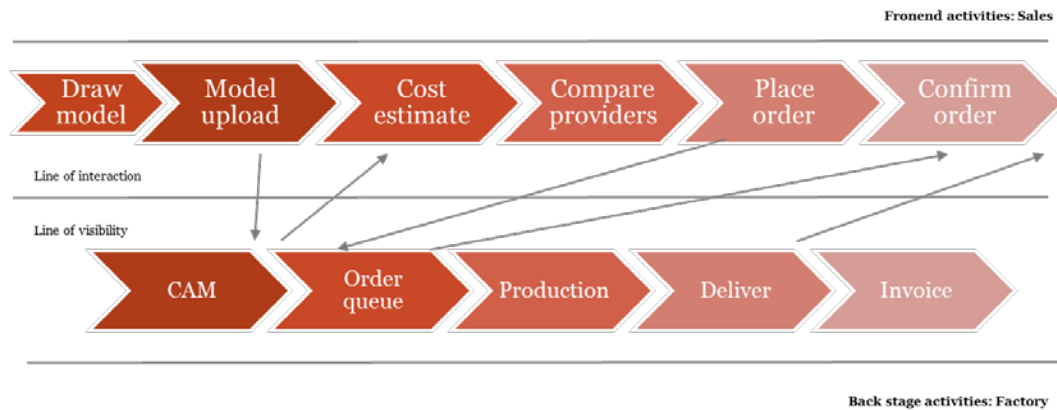 Fronend activities: Sales
Draw
model
Model
upload
Cost
estimate
Compare
providers
Place
order
Confirm
order
Line of interaction
Line of visibility
CAM
Order
queue
Production
Deliver
Invoice
Back stage activities: Factory